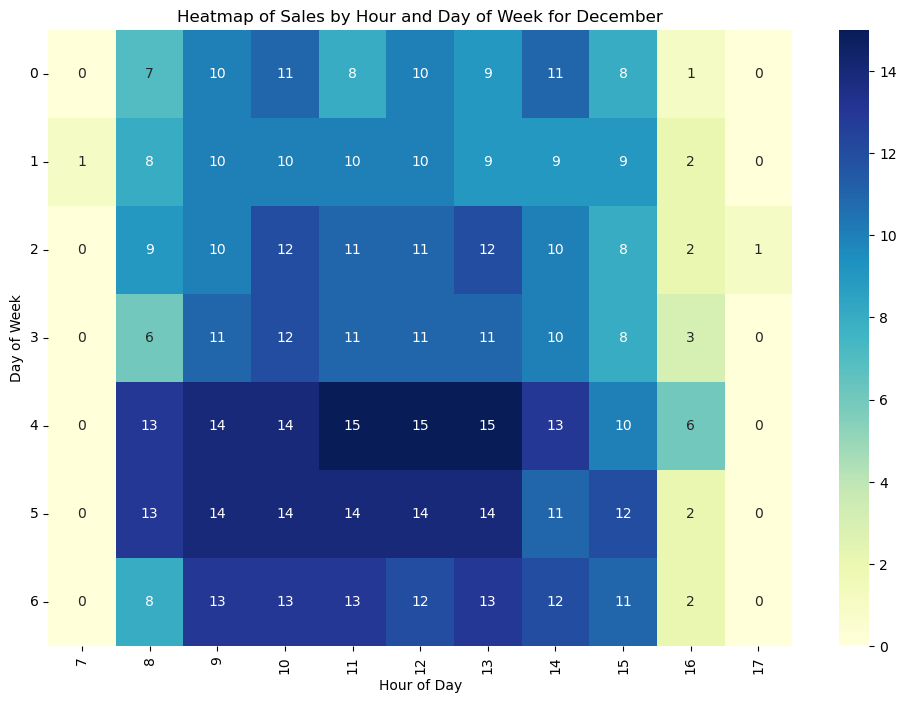 Heatmap of Sales by Hour and Day of Week for December
0 0 7 10 11 8 10 9 11 8 1 0
1 1 8 10 10 10 10 9 9 9 2 0
2 0 9 10 12 11 11 12 10 8 2 1
3 0 6 11 12 11 11 11 10 8 3 0
4 0 13 14 14 15 15 15 13 10 6 0
5 0 13 14 14 14 14 14 11 12 2 0
6 0 8 13 13 13 12 13 12 11 2 0
7 8 9 10 11 12 13 14 15 16 17
Hour of Day
Day of Week
14
12
10
8
6
4
2
0